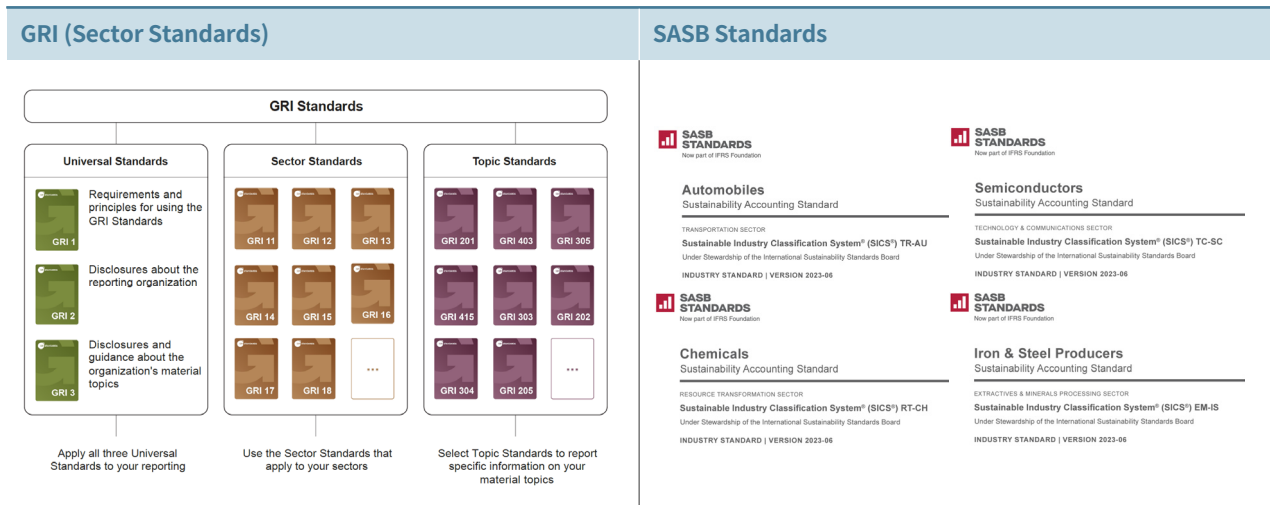 GRI (Sector Standards)
GRI Standards
Universal Standards
GRI 1
Requirements and
principles for using the
GRI Standards
GRI 2
Disclosures about the
reporting organization
GRI 3
Disclosures and
guidance about the
organization's material
topics
Apply all three Universal
Standards to your reporting
Sector Standards
GRI 11 GRI 12 GRI 13
GRI 14 GRI 15 GRI 16
GRI 17 GRI 18 ...
Use the Sector Standards that
apply to your sectors
Topic Standards
GRI 201 GRI 403 GRI 305
GRI 415 GRI 303 GRI 202
GRI 304 GRI 205 ...
Select Topic Standards to report
specific information on your
material topics
SASB Standards
SASB
STANDARDS
Now part of IFRS Foundation
Automobiles
Sustainability Accounting Standard
TRANSPORTATION SECTOR
Sustainable Industry Classification System® (SICS®) TR-AU
Under Stewardship of the International Sustainability Standards Board
INDUSTRY STANDARD | VERSION 2023-06
SASB
STANDARDS
Now part of IFRS Foundation
Semiconductors
Sustainability Accounting Standard
TECHNOLOGY & COMMUNICATIONS SECTOR
Sustainable Industry Classification System® (SICS®) TC-SC
Under Stewardship of the International Sustainability Standards Board
INDUSTRY STANDARD | VERSION 2023-06
SASB
STANDARDS
Now part of IFRS Foundation
Chemicals
Sustainability Accounting Standard
RESOURCE TRANSFORMATION SECTOR
Sustainable Industry Classification System® (SICS®) RT-CH
Under Stewardship of the International Sustainability Standards Board
INDUSTRY STANDARD | VERSION 2023-06
SASB
STANDARDS
Now part of IFRS Foundation
Iron & Steel Producers
Sustainability Accounting Standard
EXTRACTIVES & MINERALS PROCESSING SECTOR
Sustainable Industry Classification System® (SICS®) EM-IS
Under Stewardship of the International Sustainability Standards Board
INDUSTRY STANDARD | VERSION 2023-06